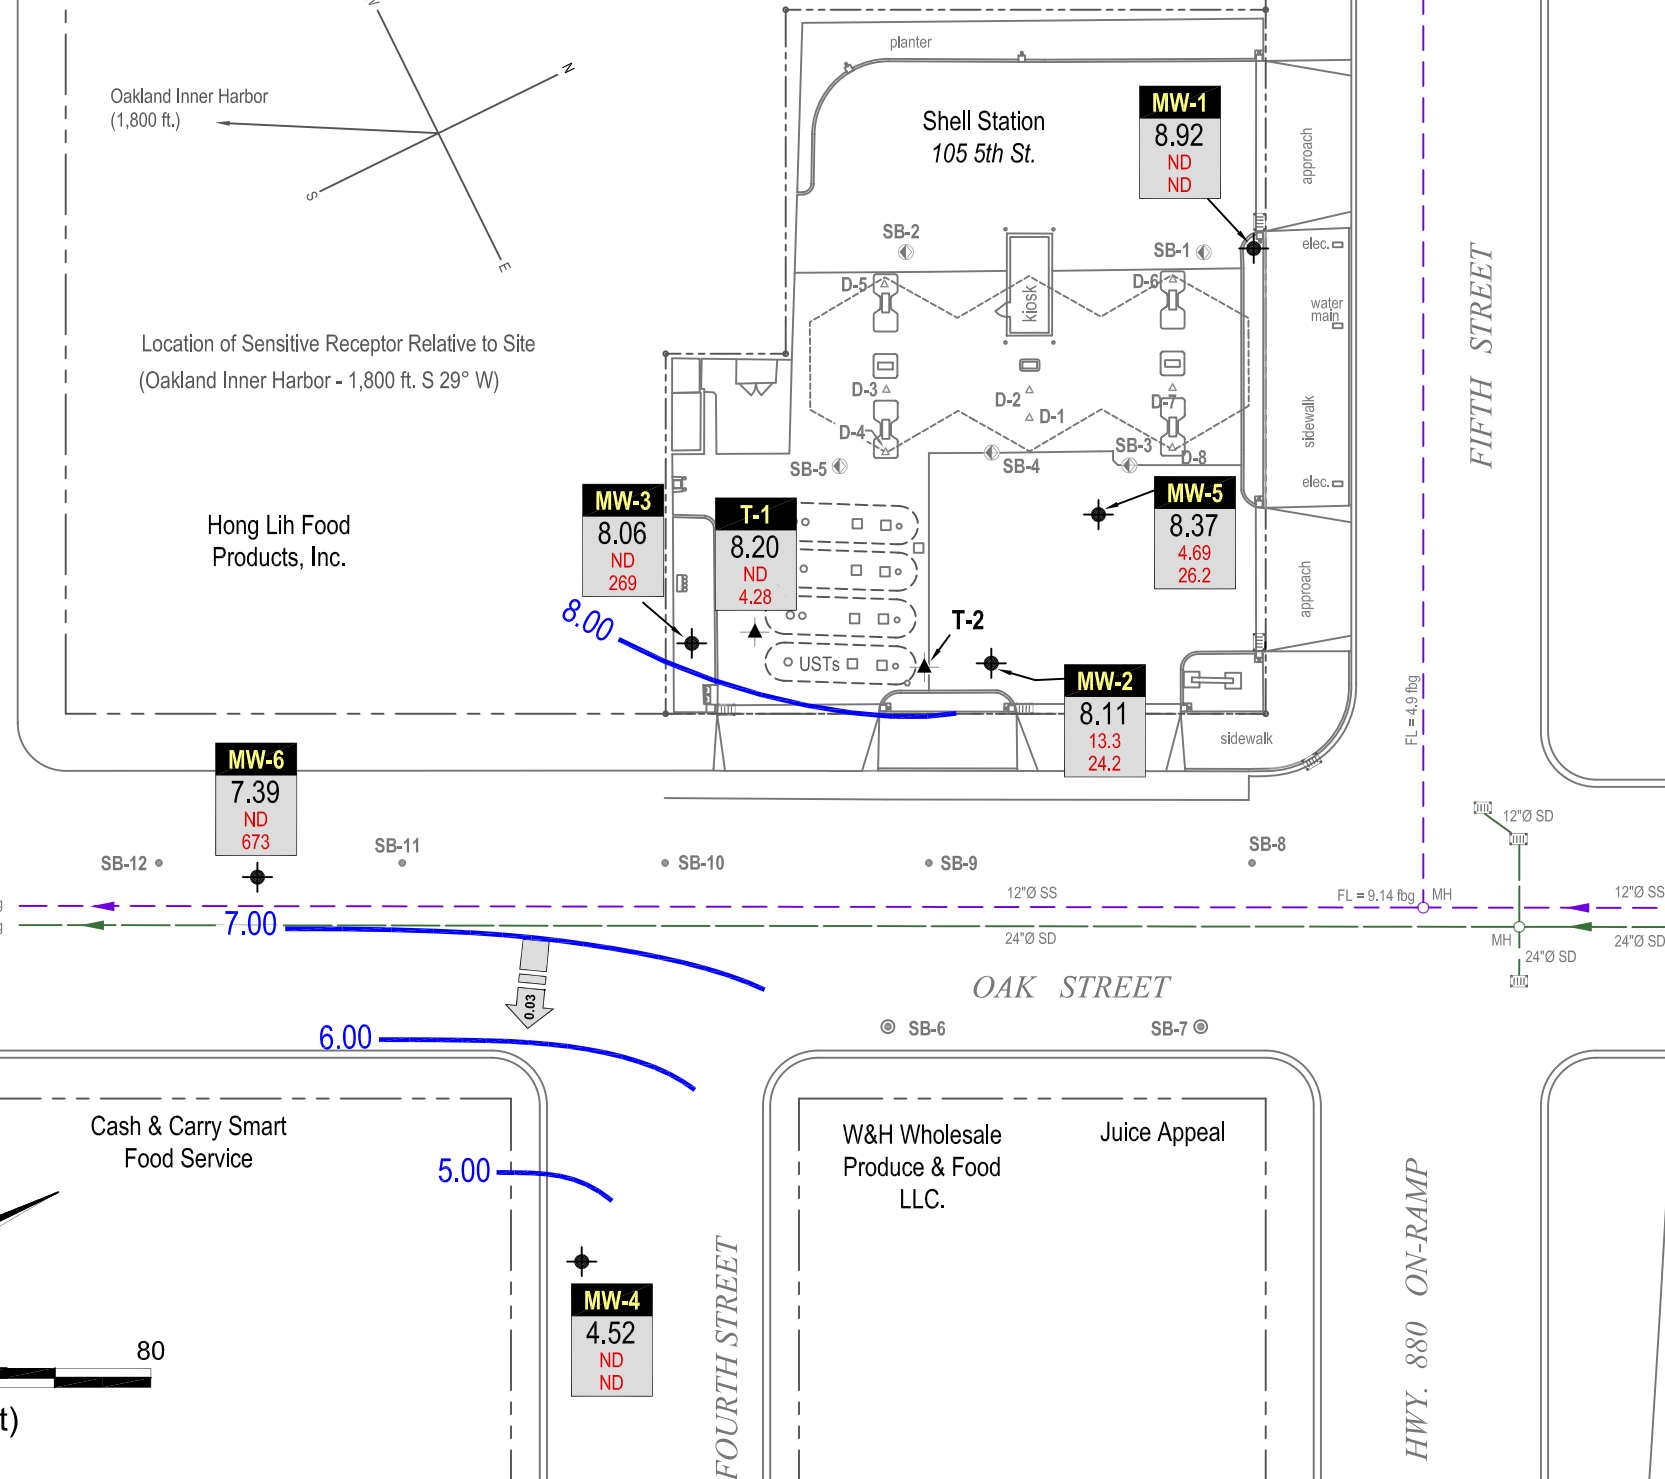 planter
N
Oakland Inner Harbor
(1,800 ft.)
S
E
Shell Station
105 5th St.
MW-1
8.92
ND
ND
approach
SB-2
SB-1
elec.
D-5
D-6
kiosk
water
main
Location of Sensitive Receptor Relative to Site
(Oakland Inner Harbor - 1,800 ft. S 29° W)
FIFTH STREET
D-3
D-2
D-7
D-1
D-4
SB-3
D-8
SB-5
SB-4
sidewalk
elec.
Hong Lih Food
Products, Inc.
MW-3
8.06
ND
269
T-1
8.20
ND
4.28
MW-5
8.37
4.69
26.2
approach
8.00
T-2
USTs
MW-2
8.11
13.3
24.2
FL = 4.9 fbg
sidewalk
MW-6
7.39
ND
673
SB-12
SB-11
SB-10
SB-9
SB-8
12"Ø SD
12"Ø SS
FL = 9.14 fbg
MH
12"Ø SS
g
g
7.00
24"Ø SD
MH
24"Ø SD
24"Ø SD
OAK STREET
0.03
SB-6
SB-7
6.00
Cash & Carry Smart
Food Service
W&H Wholesale
Produce & Food
LLC.
Juice Appeal
5.00
MW-4
4.52
ND
ND
FOURTH STREET
HWY. 880 ON-RAMP
80
t)